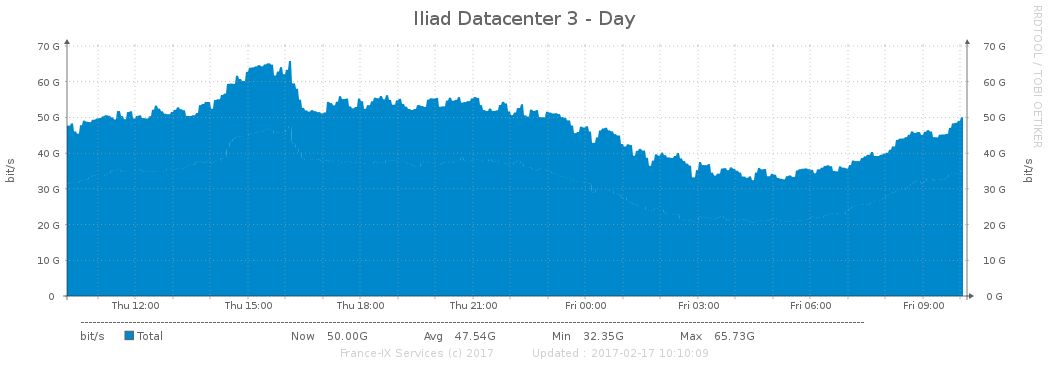 Iliad Datacenter 3 - Day
RRDTOOL / TOBI OETIKER
bit/s
bit/s
70 G 70 G
60 G 60 G
50 G 50 G
40 G 40 G
30 G 30 G
20 G 20 G
10 G 10 G
0 0 G
Thu 12:00 Thu 15:00 Thu 18:00 Thu 21:00 Fri 00:00 Fri 03:00 Fri 06:00 Fri 09:00
bit/s Total Now 50.00G Avg 47.54G Min 32.35G Max 65.73G
France-IX Services (c) 2017 Updated : 2017-02-17 10:10:09